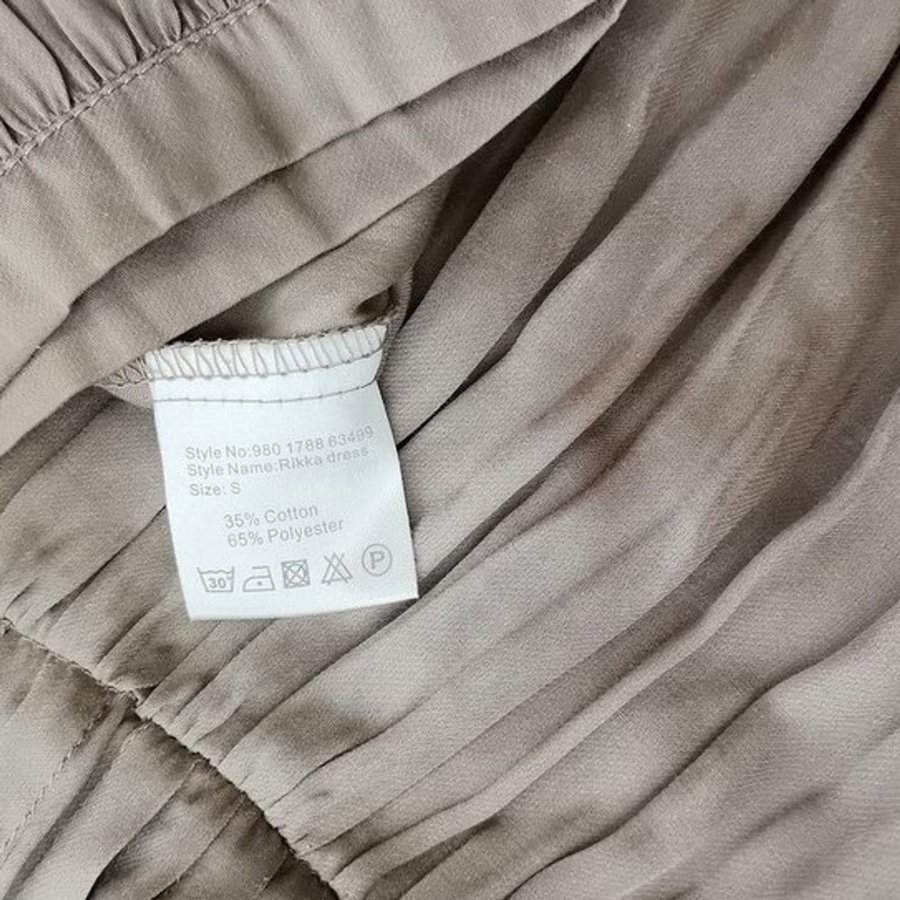 Style No:980 1788 63499
Style Name:Rikka dress
Size: S
35% Cotton
65% Polyester
30° P